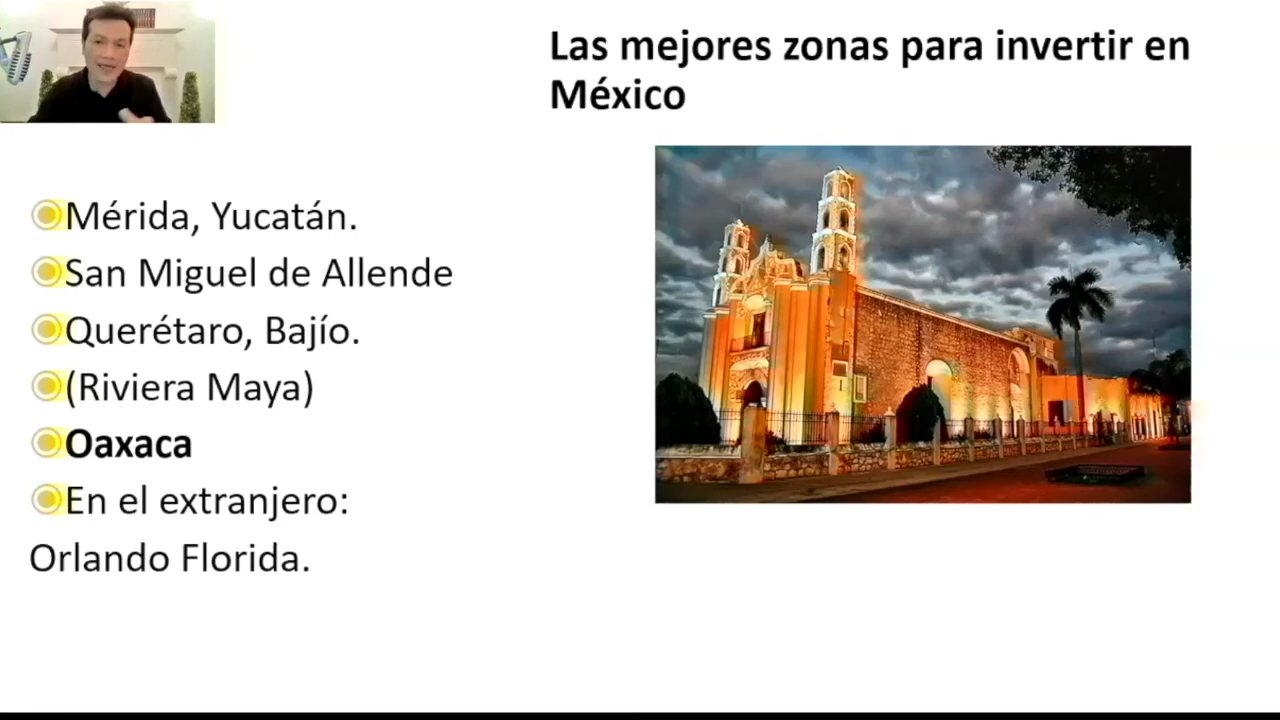 Las mejores zonas para invertir en
México
Mérida, Yucatán.
San Miguel de Allende
Querétaro, Bajío.
(Riviera Maya)
Oaxaca
En el extranjero:
Orlando Florida.